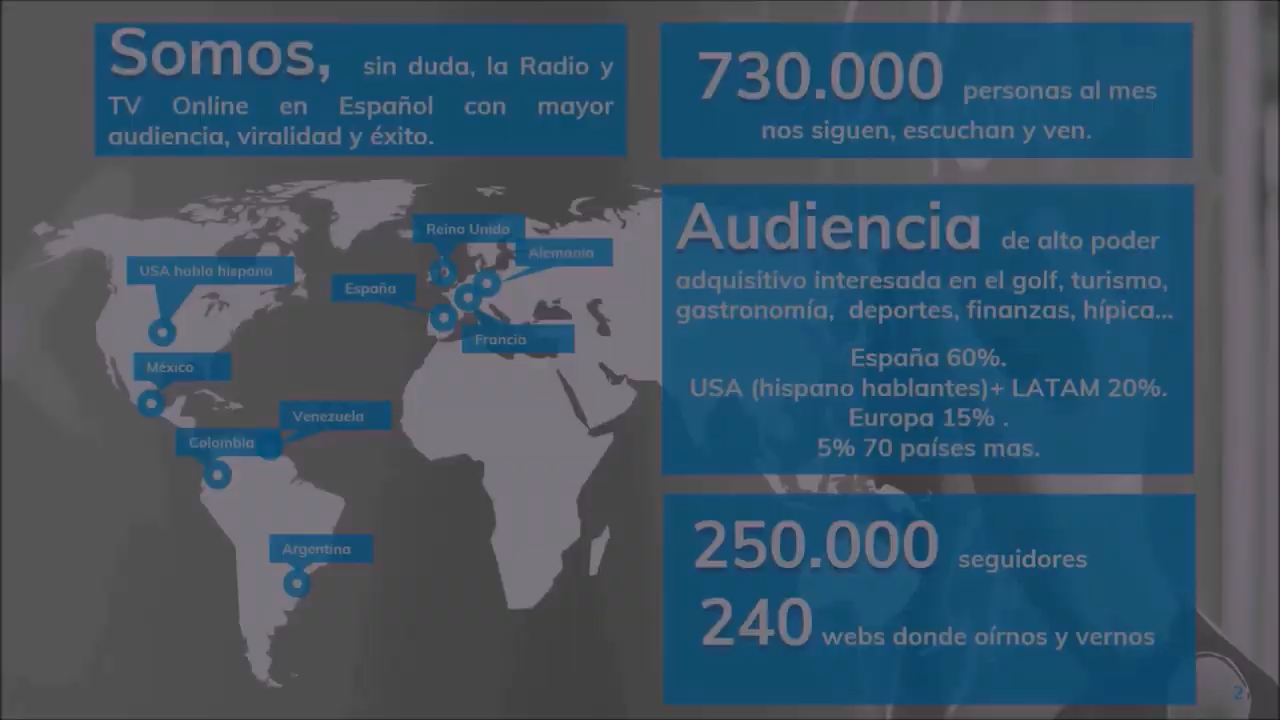 Somos, sin duda, la Radio y
TV Online en Español con mayor
audiencia, viralidad y éxito.
730.000 personas al mes
nos siguen, escuchan y ven.
Reino Unido
Alemania
USA habla hispana
España
Francia
México
Venezuela
Colombia
Argentina
Audiencia de alto poder
adquisitivo interesada en el golf, turismo,
gastronomía, deportes, finanzas, hípica...
España 60%.
USA (hispano hablantes)+ LATAM 20%.
Europa 15% .
5% 70 países mas.
250.000 seguidores
240 webs donde oírnos y vernos
2